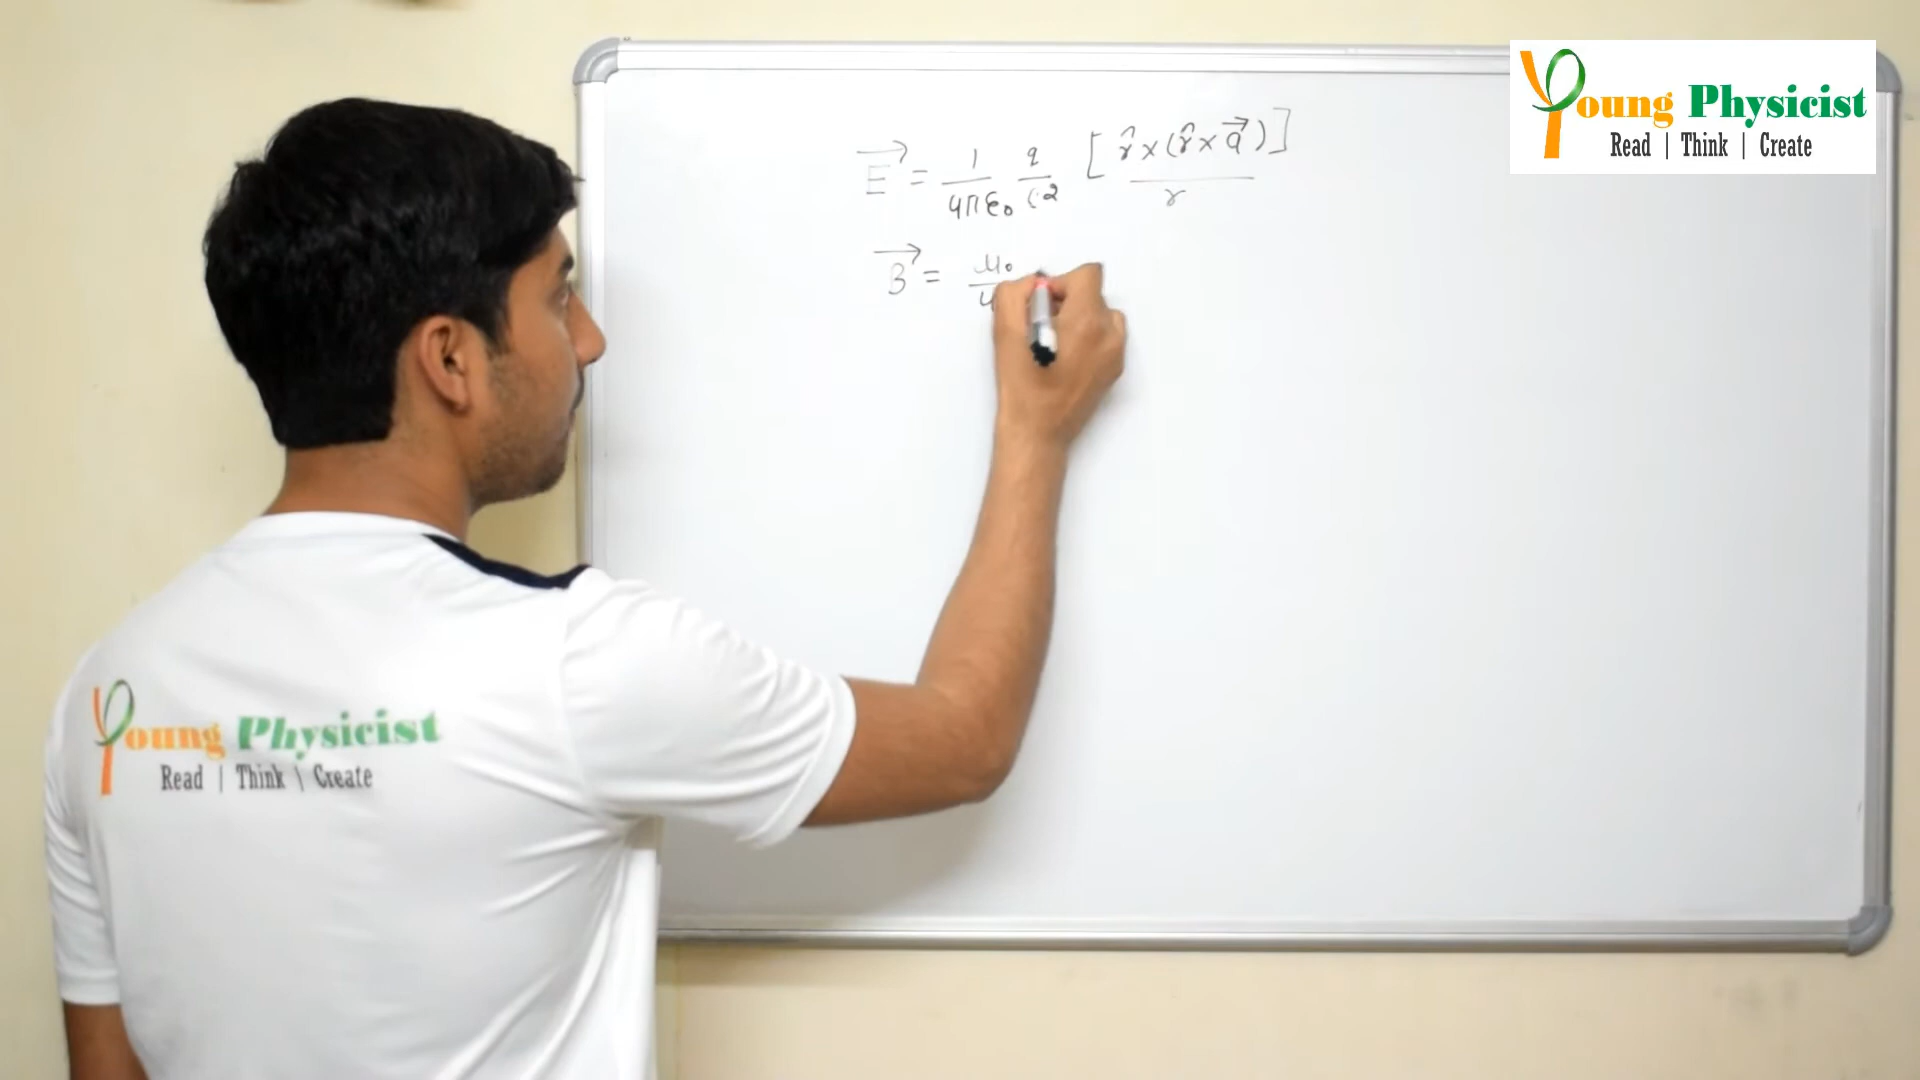 Young Physicist
Read | Think | Create
E⃗ = 1/4πε₀ q/c² [r̂×(r̂×a⃗)]/r
B⃗ = μ₀/4
Young Physicist
Read | Think \ Create